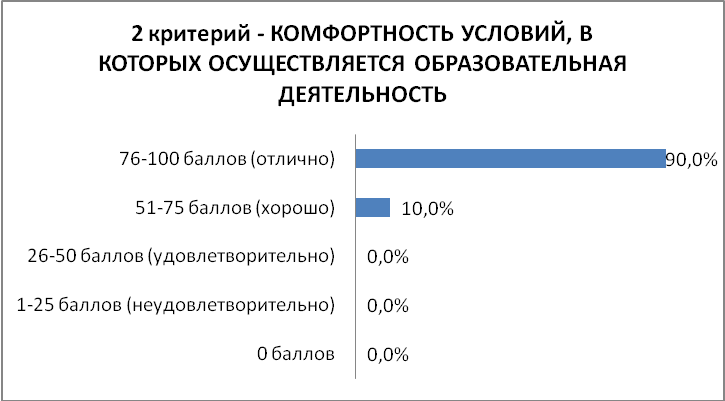 2 критерий - КОМФОРТНОСТЬ УСЛОВИЙ, В
КОТОРЫХ ОСУЩЕСТВЛЯЕТСЯ ОБРАЗОВАТЕЛЬНАЯ
ДЕЯТЕЛЬНОСТЬ
76-100 баллов (отлично) 90,0%
51-75 баллов (хорошо) 10,0%
26-50 баллов (удовлетворительно) 0,0%
1-25 баллов (неудовлетворительно) 0,0%
0 баллов 0,0%